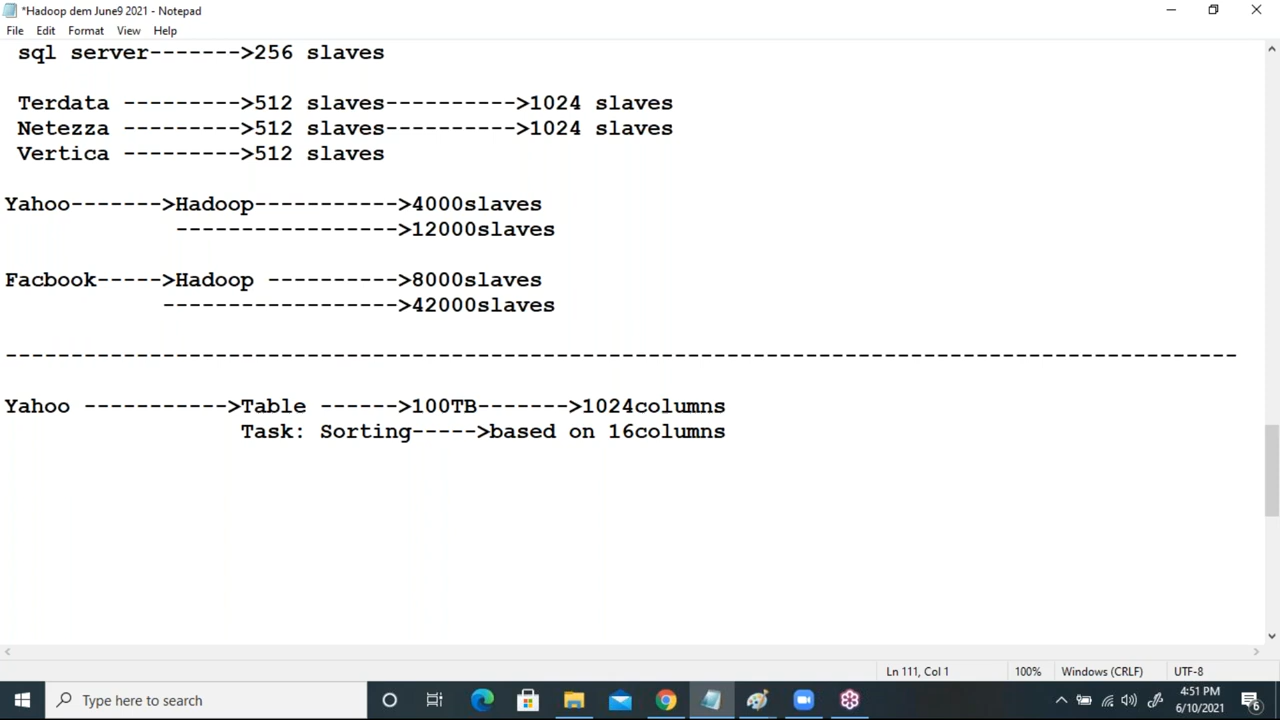 *Hadoop dem June9 2021 - Notepad
File Edit Format View Help
sql server------->256 slaves
Terdata --------->512 slaves---------->1024 slaves
Netezza --------->512 slaves---------->1024 slaves
Vertica --------->512 slaves
Yahoo------->Hadoop----------->4000slaves
----------------->12000slaves
Facbook----->Hadoop ---------->8000slaves
------------------>42000slaves
----------------------------------------------------------------------------------------------
Yahoo ----------->Table ------>100TB------->1024columns
Task: Sorting----->based on 16columns
Ln 111, Col 1 100% Windows (CRLF) UTF-8
Type here to search
4:51 PM
6/10/2021
6